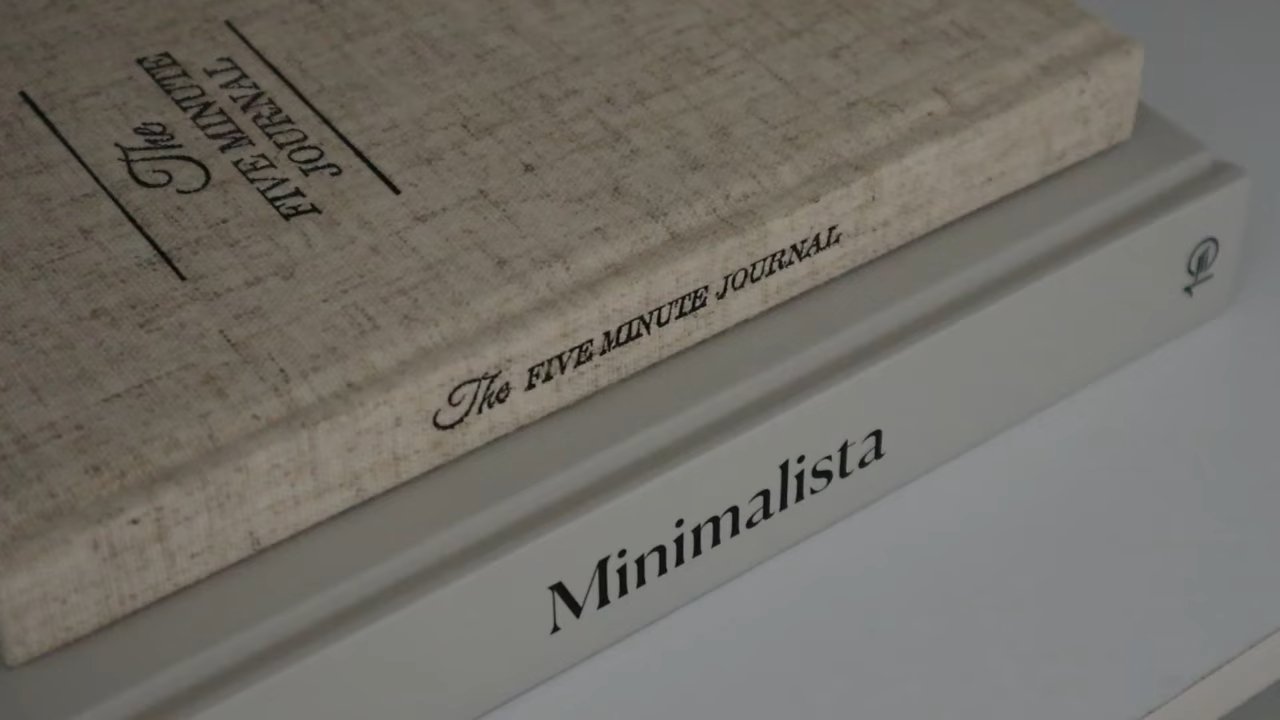 The
FIVE MINUTE
JOURNAL
The FIVE MINUTE JOURNAL
Minimalista